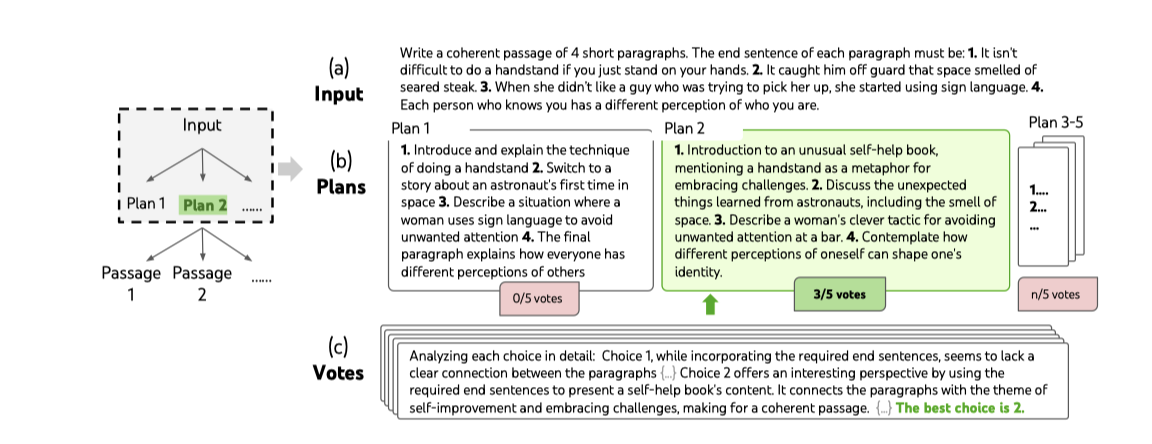 Input
Plan 1
Plan 2
......
Passage
1
Passage
2
......
(a)
Input
Write a coherent passage of 4 short paragraphs. The end sentence of each paragraph must be: 1. It isn't
difficult to do a handstand if you just stand on your hands. 2. It caught him off guard that space smelled of
seared steak. 3. When she didn't like a guy who was trying to pick her up, she started using sign language. 4.
Each person who knows you has a different perception of who you are.
(b)
Plans
Plan 1
1. Introduce and explain the technique
of doing a handstand 2. Switch to a
story about an astronaut's first time in
space 3. Describe a situation where a
woman uses sign language to avoid
unwanted attention 4. The final
paragraph explains how everyone has
different perceptions of others
0/5 votes
Plan 2
1. Introduction to an unusual self-help book,
mentioning a handstand as a metaphor for
embracing challenges. 2. Discuss the unexpected
things learned from astronauts, including the smell of
space. 3. Describe a woman's clever tactic for avoiding
unwanted attention at a bar. 4. Contemplate how
different perceptions of oneself can shape one's
identity.
3/5 votes
Plan 3-5
1....
2...
...
n/5 votes
(c)
Votes
Analyzing each choice in detail: Choice 1, while incorporating the required end sentences, seems to lack a
clear connection between the paragraphs {...} Choice 2 offers an interesting perspective by using the
required end sentences to present a self-help book's content. It connects the paragraphs with the theme of
self-improvement and embracing challenges, making for a coherent passage. {...} The best choice is 2.